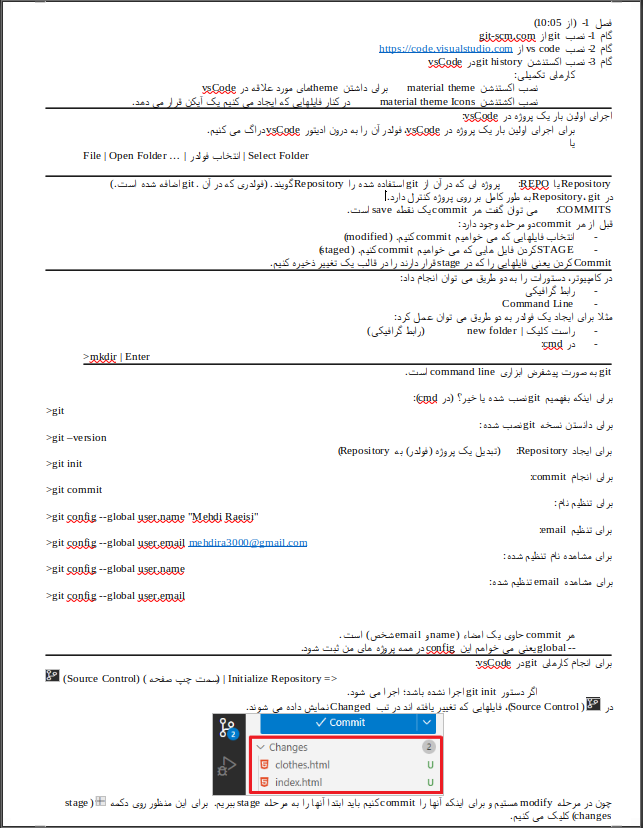 فصل 1- (از 10:05)
گام 1- نصب git از git-scm.com
گام 2- نصب vs code از https://code.visualstudio.com
گام 3- نصب اکستنشن git history در vsCode
کارهای تکمیلی:
نصب اکستنشن material theme برای داشتن themeهای مورد علاقه در vsCode
نصب اکشتنشن material theme Icons در کنار فایلهایی که ایجاد می کنیم یک آیکن قرار می دهد.
اجرای اولین بار یک پروژه در vsCode:
برای اجرای اولین بار یک پروژه در vsCode، فولدر آن را به درون ادیتور vsCode دراگ می کنیم.
یا
File | Open Folder ... | انتخاب فولدر | Select Folder
Repository یا REPO: پروژه ای که در آن از git استفاده شده را Repository گویند. (فولدری که در آن .git اضافه شده است.)
در Repository، git به طور کامل بر روی پروژه کنترل دارد.
COMMITS: می توان گفت هر commit یک نقطه save است.
قبل از هر commit دو مرحله وجود دارد:
- انتخاب فایلهایی که می خواهیم commit کنیم. (modified)
- STAGE کردن فایل هایی که می خواهیم commit کنیم. (staged)
Commit کردن یعنی فایلهایی را که در stage قرار دارند را در قالب یک تغییر ذخیره کنیم.
در کامپیوتر، دستورات را به دو طریق می توان انجام داد:
- رابط گرافیکی
- Command Line
مثلا برای ایجاد یک فولدر به دو طریق می توان عمل کرد:
- راست کلیک | new folder (رابط گرافیکی)
- در cmd:
>mkdir | Enter
git به صورت پیشفرض ابزاری command line است.
برای اینکه بفهمیم git نصب شده یا خیر؟ (در cmd):
>git
برای دانستن نسخه git نصب شده:
>git –version
برای ایجاد Repository: (تبدیل یک پروژه (فولدر) به Repository)
>git init
برای انجام commit:
>git commit
برای تنظیم نام:
>git config --global user.name "Mehdi Raeisi"
برای تنظیم email:
>git config --global user.email mehdira3000@gmail.com
برای مشاهده نام تنظیم شده:
>git config --global user.name
برای مشاهده email تنظیم شده:
>git config --global user.email
هر commit حاوی یک امضاء (name و email شخص) است.
--global یعنی می خواهم این config در همه پروژه های من ثبت شود.
برای انجام کارهای git در vsCode:
(Source Control) (سمت چپ صفحه) | Initialize Repository =>
اگر دستور git init اجرا نشده باشد؛ اجرا می شود.
در (Source Control)، فایلهایی که تغییر یافته اند در تب Changed نمایش داده می شوند.
2
Commit
Changes 2
clothes.html U
index.html U
چون در مرحله modify هستیم و برای اینکه آنها را commit کنیم باید ابتدا آنها را به مرحله stage ببریم. برای این منظور روی دکمه (stage
changes) کلیک می کنیم.